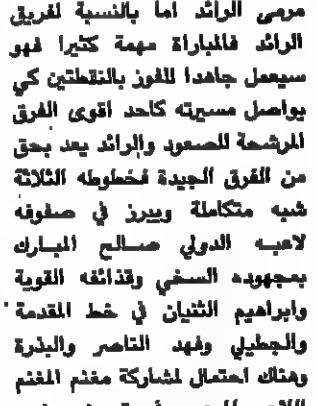 مرمى الرائد اما بالنسبة لفريق
الرائد فالمباراة مهمة كثيرا فهو
سيعمل جاهدا للفوز بالنقطتين كي
يواصل مسيرته كاحد اقوى الفرق
المرشحة للصعود والرائد يعد بحق
من الفرق الجيدة فخطوطه الثلاثة
شبه متكاملة ويبرز في صفوفه
لاعبه الدولي صالح المبارك
بمجهوده السخي وقذائفه القوية
وابراهيم الثنيان في خط المقدمة
والجطيلي وفهد الناصر والبذرة
وهناك احتمال لمشاركة مغنم المغنم